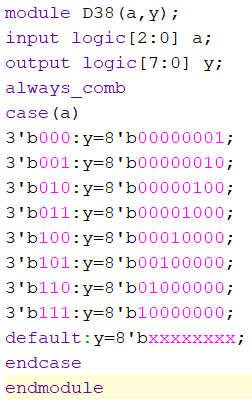 module D38(a,y);
input logic[2:0] a;
output logic[7:0] y;
always_comb
case(a)
3'b000:y=8'b00000001;
3'b001:y=8'b00000010;
3'b010:y=8'b00000100;
3'b011:y=8'b00001000;
3'b100:y=8'b00010000;
3'b101:y=8'b00100000;
3'b110:y=8'b01000000;
3'b111:y=8'b10000000;
default:y=8'bxxxxxxxx;
endcase
endmodule